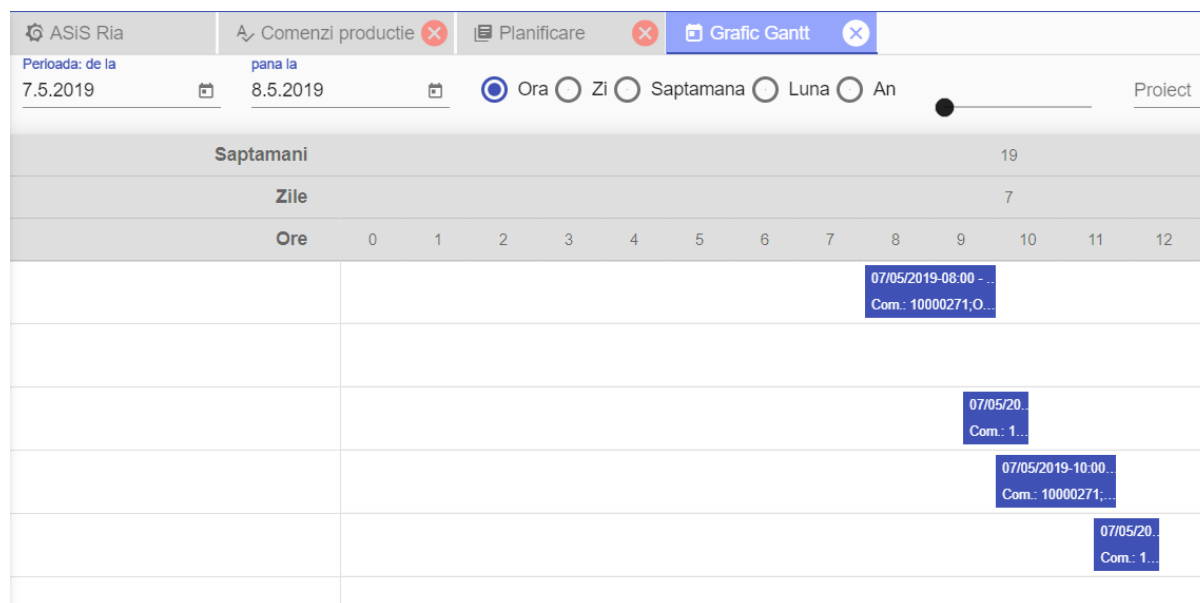 ASiS Ria Comenzi productie Planificare Grafic Gantt
Perioada: de la pana la
7.5.2019 8.5.2019 Ora Zi Saptamana Luna An Proiect
Saptamani 19
Zile 7
Ore 0 1 2 3 4 5 6 7 8 9 10 11 12
07/05/2019-08:00 - ...
Com.: 10000271;O...
07/05/20...
Com.: 1...
07/05/2019-10:00...
Com.: 10000271;...
07/05/20...
Com.: 1...